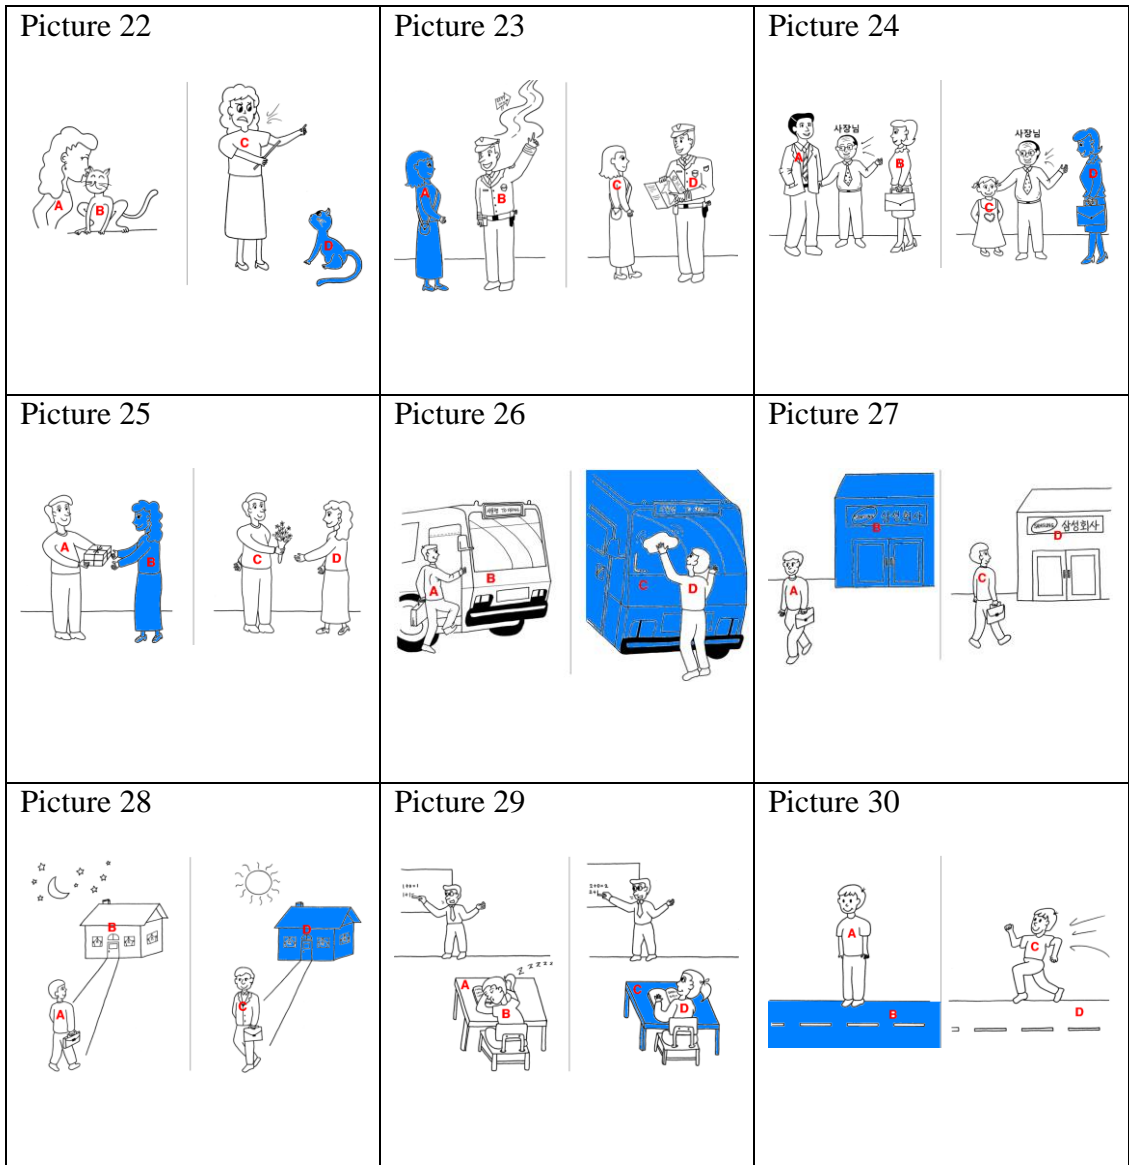 Picture 22
A
B
C
D
Picture 23
A
B
C
D
Picture 24
사장님
A
B
사장님
C
D
Picture 25
A
B
C
D
Picture 26
A
B
C
D
Picture 27
A
B
삼성회사
C
SAMSUNG 삼성회사
D
Picture 28
A
B
C
D
Picture 29
A
B
zzzzz
C
D
Picture 30
A
B
C
D